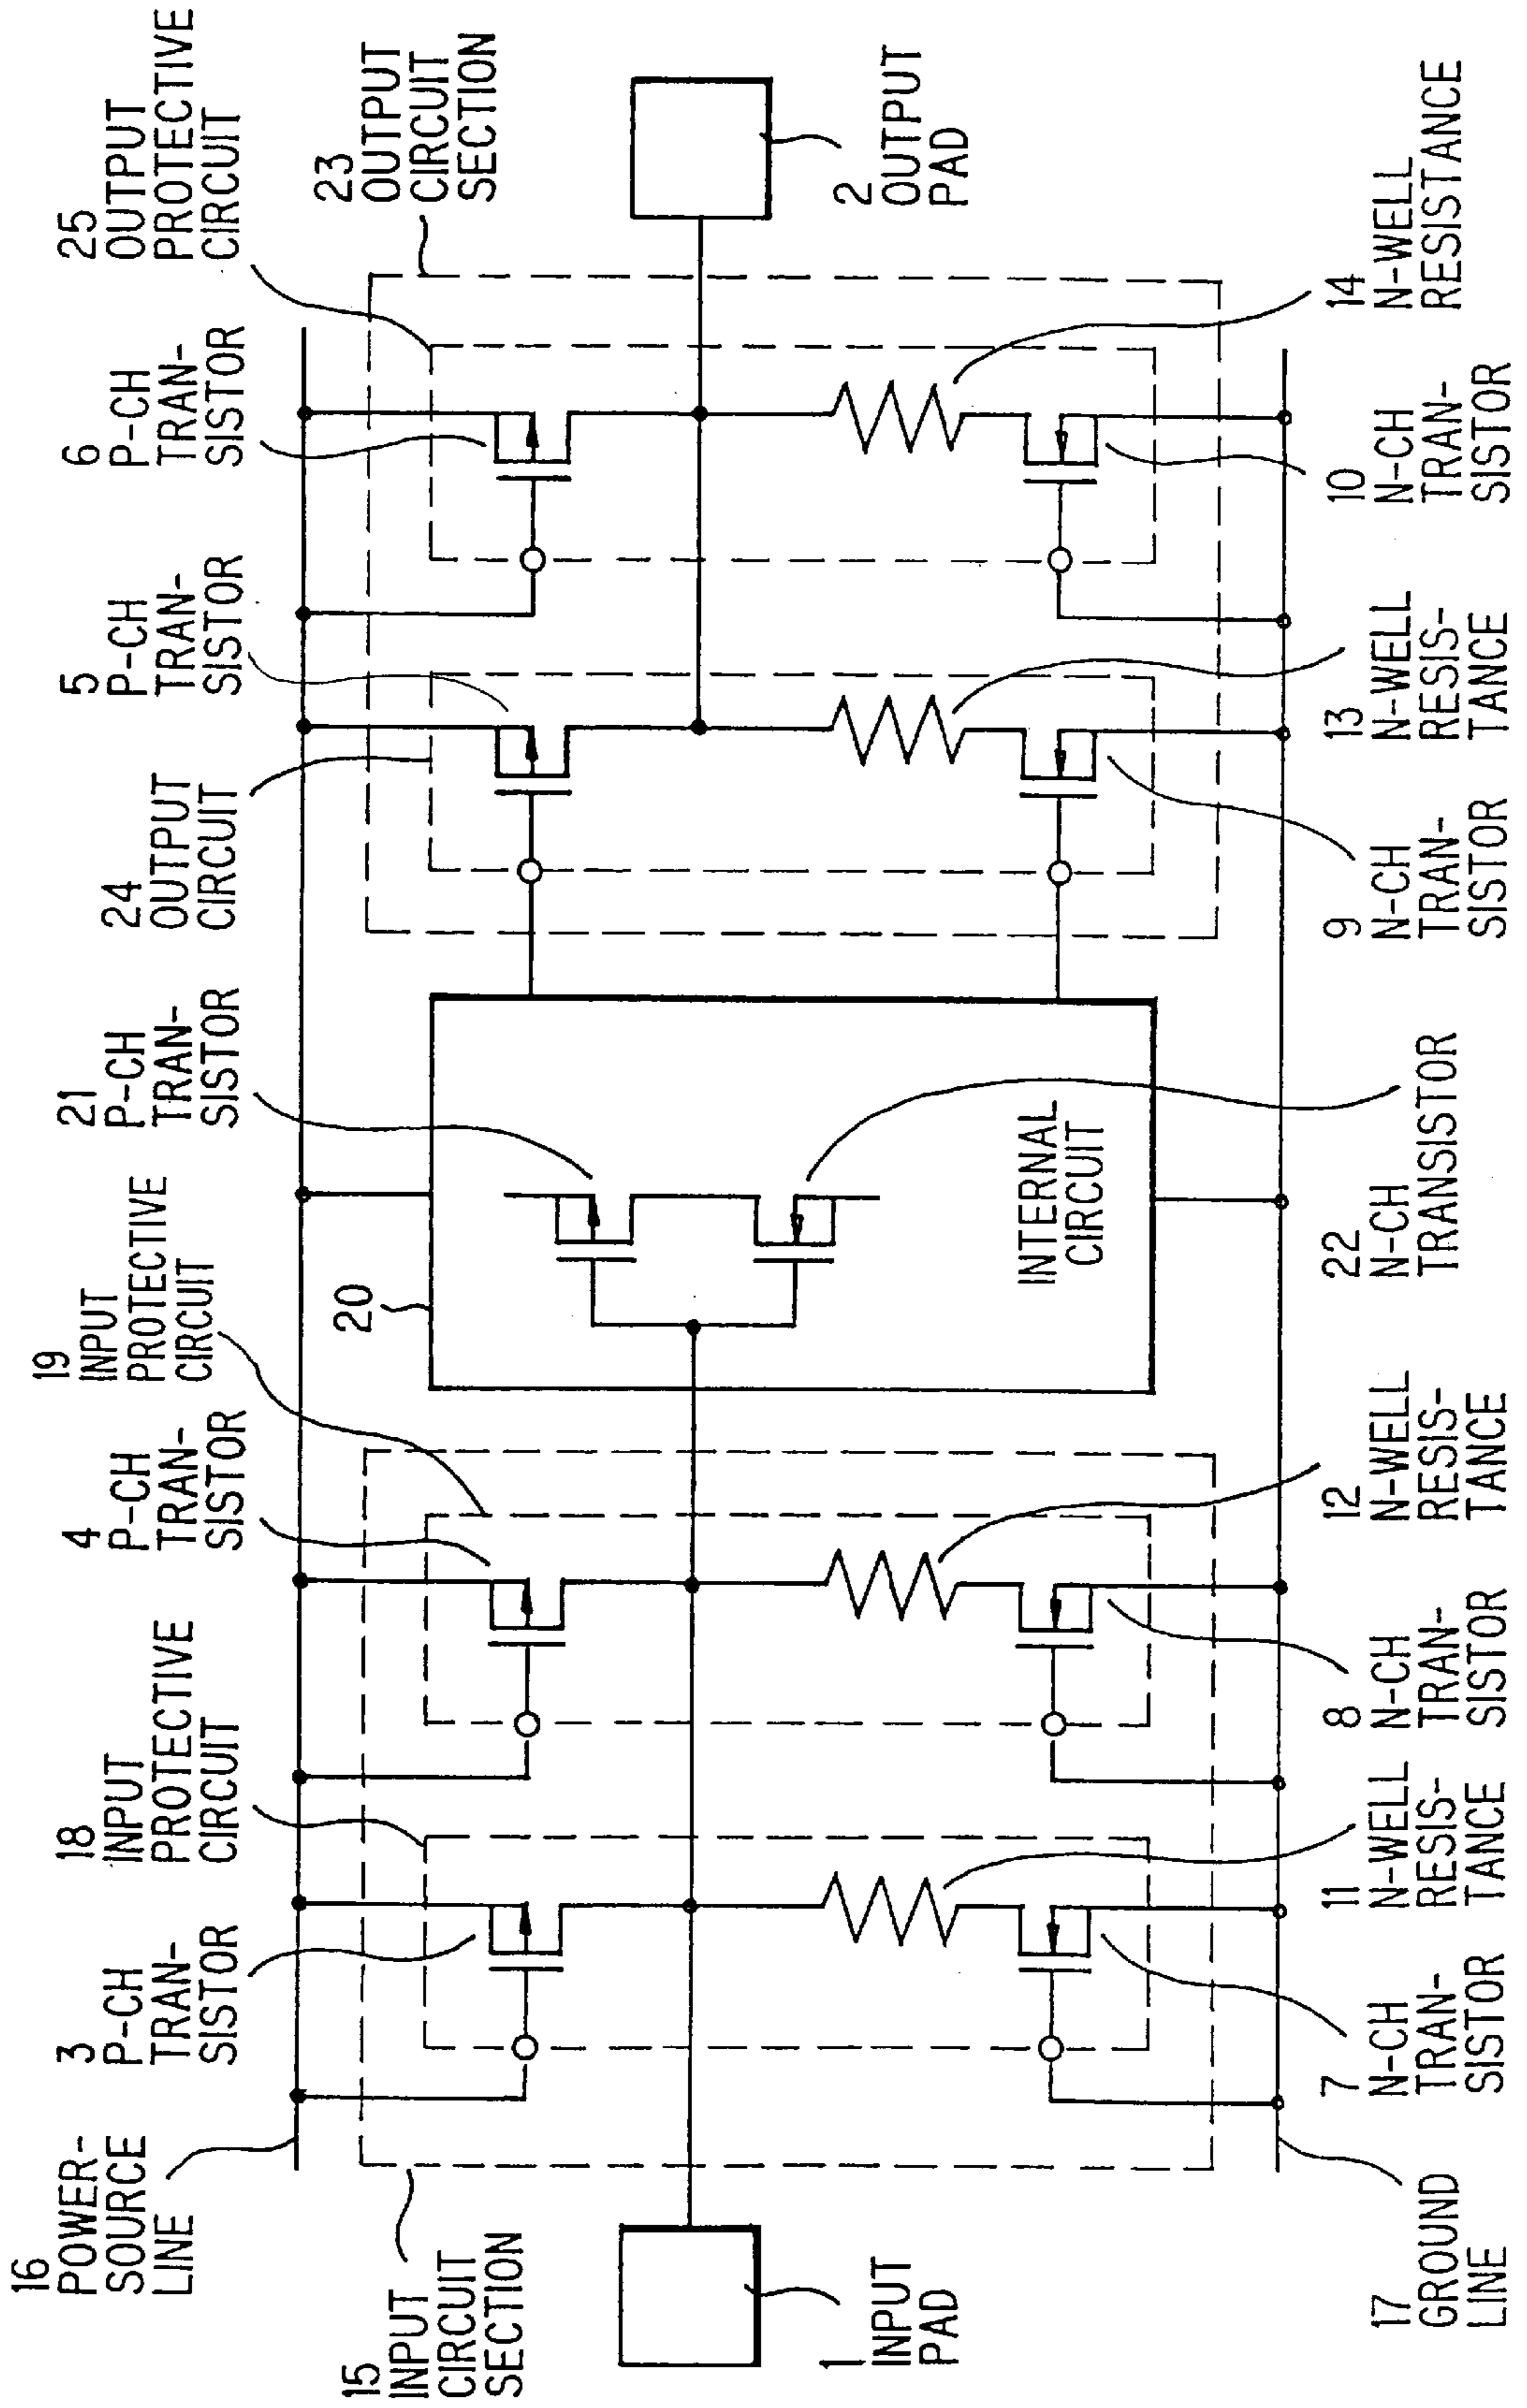 16
POWER-
SOURCE
LINE
3
P-CH
TRAN-
SISTOR
18
INPUT
PROTECTIVE
CIRCUIT
4
P-CH
TRAN-
SISTOR
19
INPUT
PROTECTIVE
CIRCUIT
21
P-CH
TRAN-
SISTOR
24
OUTPUT
CIRCUIT
5
P-CH
TRAN-
SISTOR
6
P-CH
TRAN-
SISTOR
25
OUTPUT
PROTECTIVE
CIRCUIT
15
INPUT
CIRCUIT
SECTION
20
23
OUTPUT
CIRCUIT
SECTION
1
INPUT
PAD
INTERNAL
CIRCUIT
2
OUTPUT
PAD
17
GROUND
LINE
7
N-CH
TRAN-
SISTOR
11
N-WELL
RESIS-
TANCE
8
N-CH
TRAN-
SISTOR
12
N-WELL
RESIS-
TANCE
22
N-CH
TRANSISTOR
9
N-CH
TRAN-
SISTOR
13
N-WELL
RESIS-
TANCE
10
N-CH
TRAN-
SISTOR
14
N-WELL
RESISTANCE